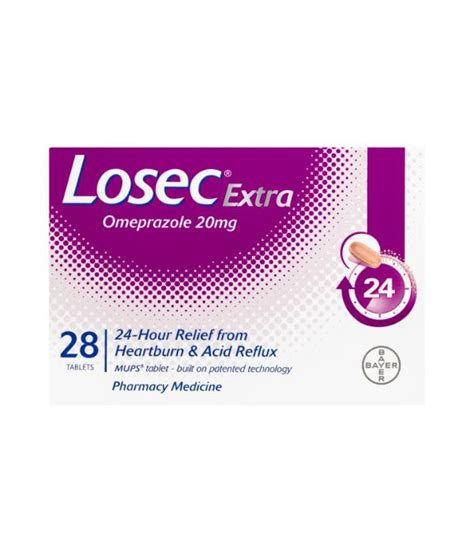 Losec® Extra
Omeprazole 20mg
24
28
TABLETS
24-Hour Relief from
Heartburn & Acid Reflux
MUPS® tablet - built on patented technology
Pharmacy Medicine
BAYER
BAYER